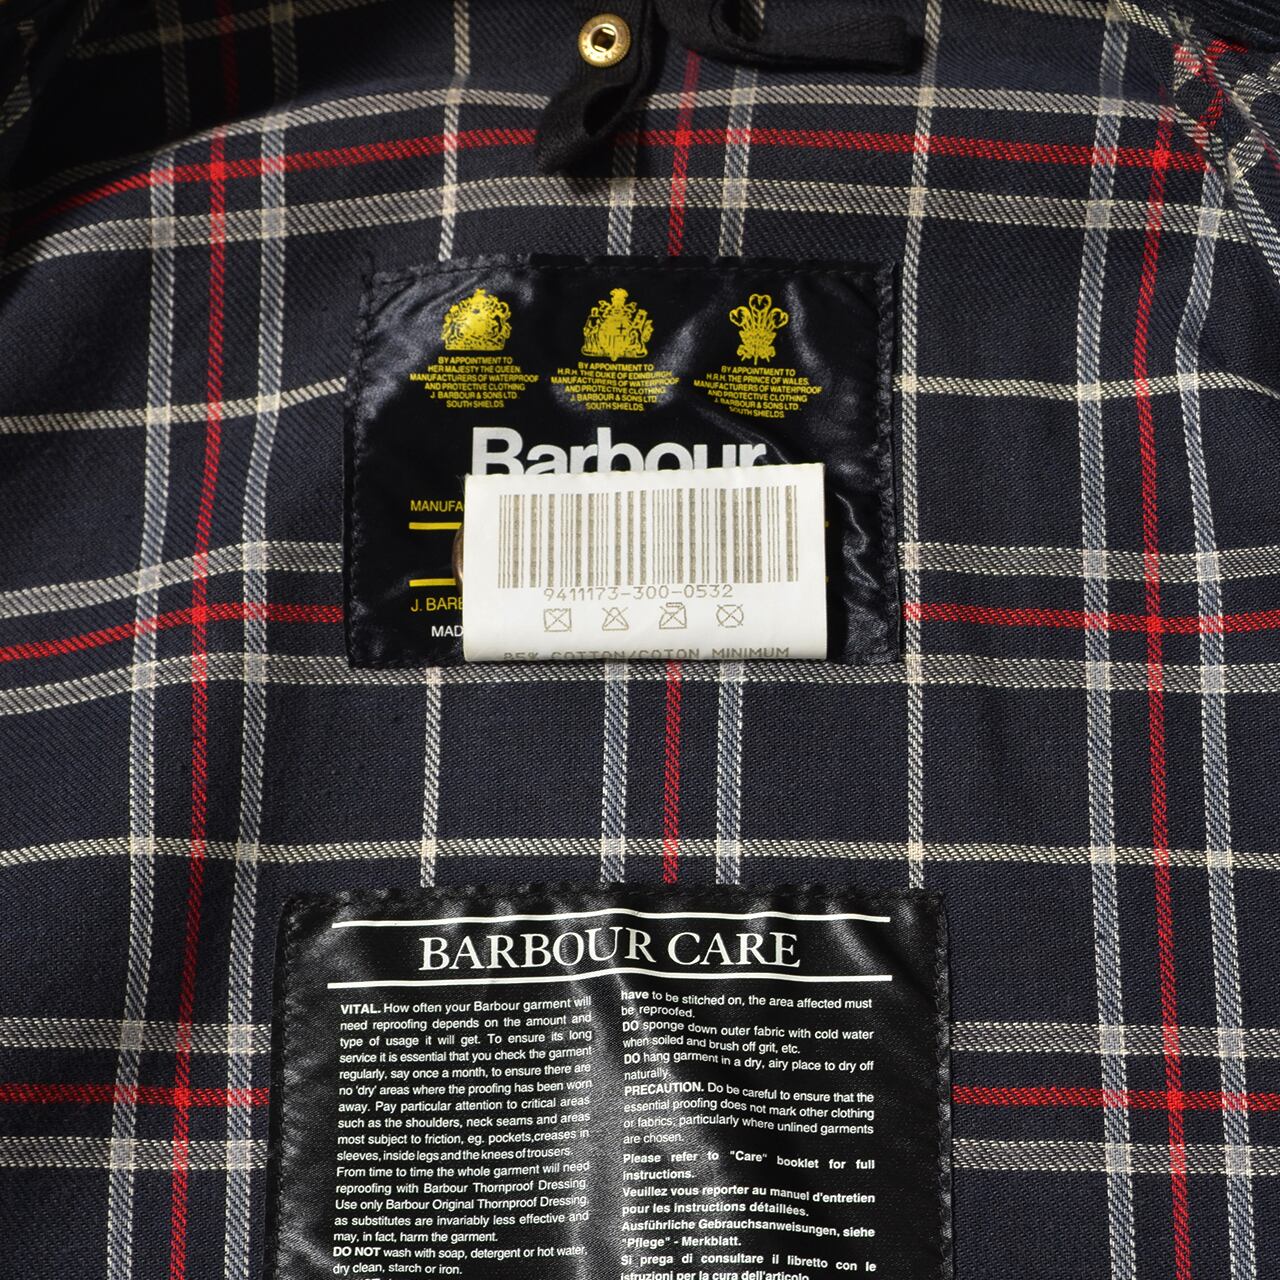 BY APPOINTMENT TO
HER MAJESTY THE QUEEN.
MANUFACTURERS OF WATERPROOF
AND PROTECTIVE CLOTHING
J. BARBOUR & SONS LTD.
SOUTH SHIELDS
BY APPOINTMENT TO
H.R.H. THE DUKE OF EDINBURGH
MANUFACTURERS OF WATERPROOF
AND PROTECTIVE CLOTHING
J. BARBOUR & SONS LTD.
SOUTH SHIELDS
BY APPOINTMENT TO
H.R.H. THE PRINCE OF WALES.
MANUFACTURERS OF WATERPROOF
AND PROTECTIVE CLOTHING
J. BARBOUR & SONS LTD.
SOUTH SHIELDS
Barbour
MANUFA
9411173-300-0532
J. BARB
MAD
85% COTTON/COTON MINIMUM
BARBOUR CARE
VITAL. How often your Barbour garment will
need reproofing depends on the amount and
type of usage it will get. To ensure its long
service it is essential that you check the garment
regularly, say once a month, to ensure there are
no 'dry' areas where the proofing has been worn
away. Pay particular attention to critical areas
such as the shoulders, neck seams and areas
most subject to friction, eg. pockets,creases in
sleeves, inside legs and the knees of trousers.
From time to time the whole garment will need
reproofing with Barbour Thornproof Dressing.
Use only Barbour Original Thornproof Dressing,
as substitutes are invariably less effective and
may, in fact, harm the garment.
DO NOT wash with soap, detergent or hot water,
dry clean, starch or iron.
have to be stitched on, the area affected must
be reproofed.
DO sponge down outer fabric with cold water
when soiled and brush off grit, etc.
DO hang garment in a dry, airy place to dry off
naturally.
PRECAUTION. Do be careful to ensure that the
essential proofing does not mark other clothing
or fabrics, particularly where unlined garments
are chosen.
Please refer to "Care" booklet for full
instructions.
Veuillez vous reporter au manuel d'entretien
pour les instructions détaillées.
Ausführliche Gebrauchsanweisungen, siehe
"Pflege" - Merkblatt.
Si prega di consultare il libretto con le
istruzioni per la cura dell'articolo.